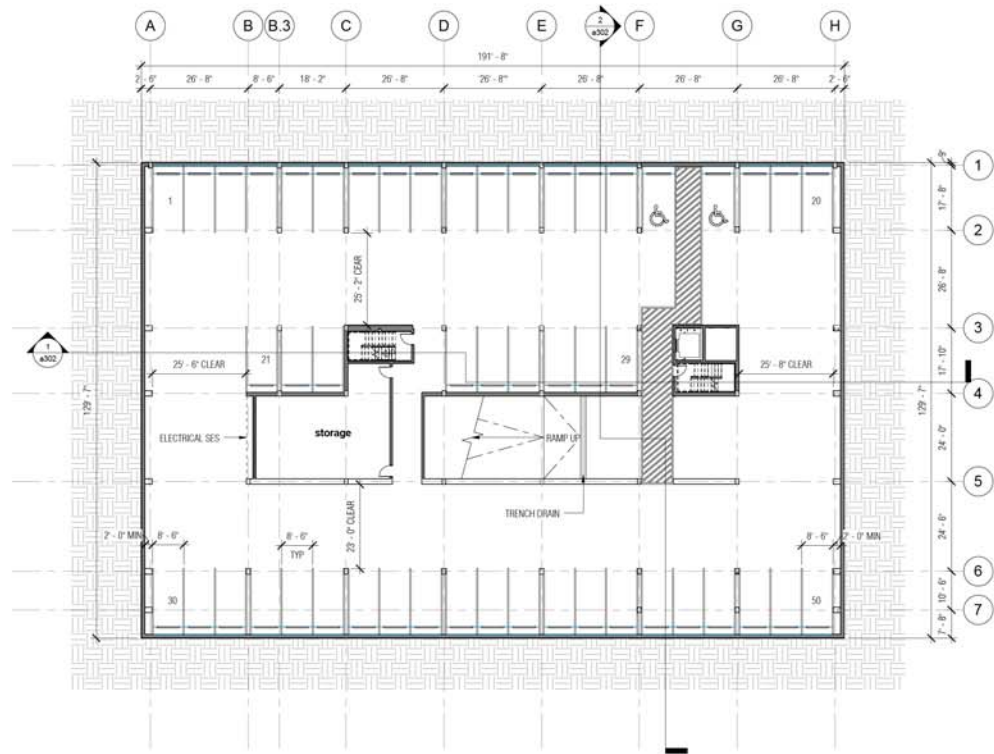 A B B.3 C D E F G H
2
a302
191' - 8"
2' - 6" 26' - 8" 8' - 6" 18' - 2" 26' - 8" 26' - 8" 26' - 8" 26' - 8" 26' - 8" 2' - 6"
1
1 20
17' - 8"
2
25' - 2" CEAR
26' - 8"
3
1
a302
25' - 6" CLEAR 21 29 25' - 8" CLEAR
17' - 10"
129' - 7" 129' - 7"
4
ELECTRICAL SES storage RAMP UP
24' - 0"
5
TRENCH DRAIN
23' - 0" CLEAR
24' - 6"
2' - 0" MIN 8' - 6" 8' - 6" 8' - 6" 2' - 0" MIN
TYP
6
30 50
10' - 6"
7
7' - 8"